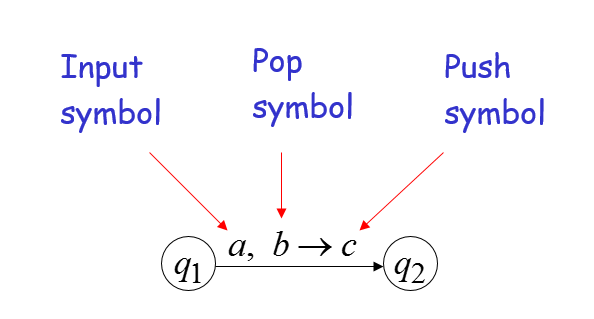 Input symbol
Pop symbol
Push symbol
a, b → c
q1
q2